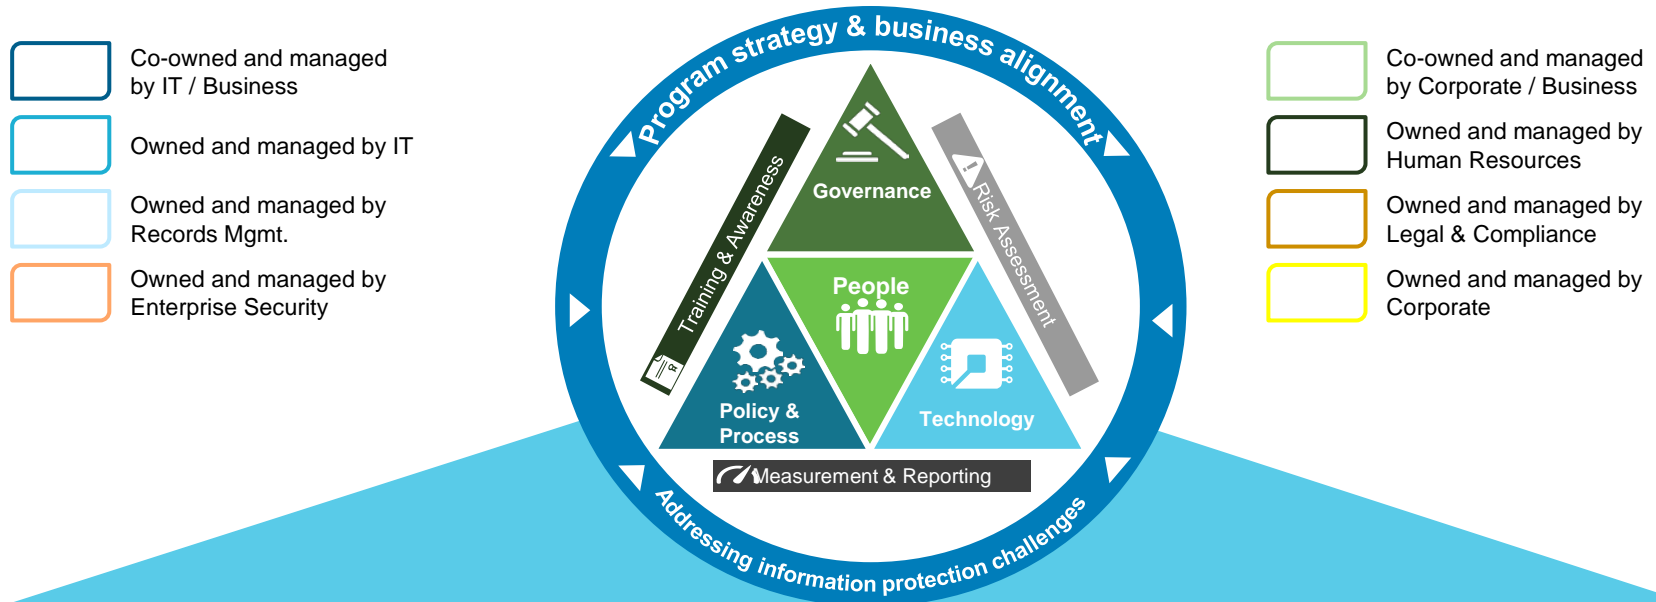 Co-owned and managed
by IT / Business
Owned and managed by IT
Owned and managed by
Records Mgmt.
Owned and managed by
Enterprise Security
Program strategy & business alignment
Training & Awareness
Governance
Risk Assessment
People
Policy &
Process
Technology
Measurement & Reporting
Addressing information protection challenges
Co-owned and managed
by Corporate / Business
Owned and managed by
Human Resources
Owned and managed by
Legal & Compliance
Owned and managed by
Corporate